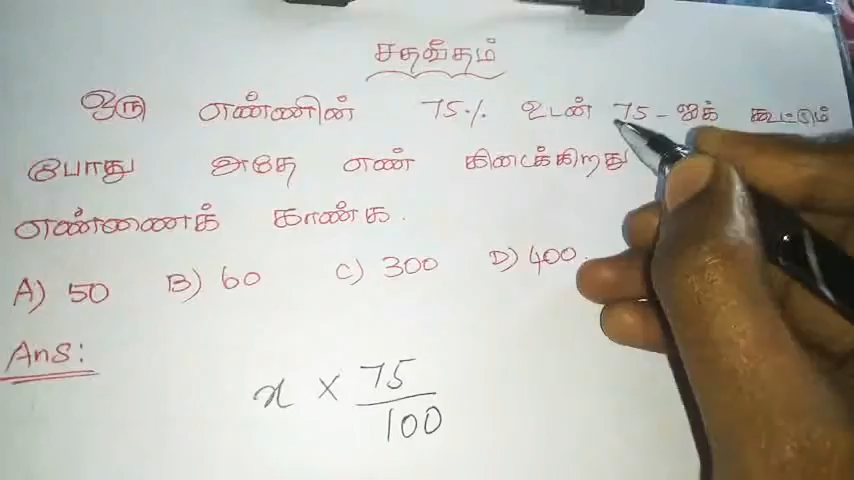 சதவீதம்
ஒரு எண்ணின் 75% உடன் 75-ஐக் கூட்டும்
போது அதே எண் கிடைக்கிறது
எண்ணைக் காண்க.
A) 50 B) 60 C) 300 D) 400.
Ans:
x × 75/100